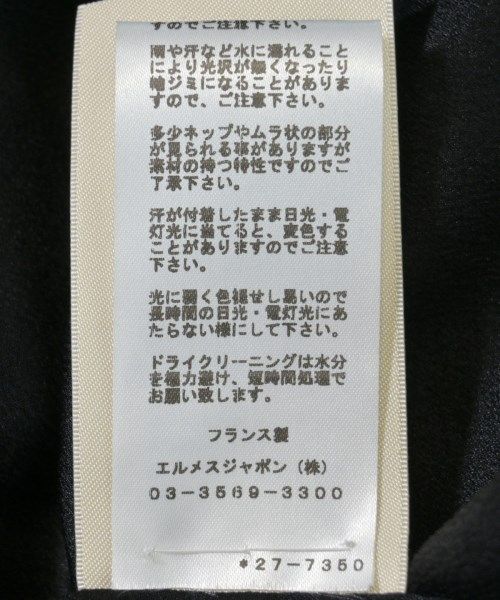 すのでご注意下さい。
雨や汗など水に濡れること
により光沢が無くなったり
輪ジミになることがありま
すので、ご注意下さい。
多少ネップやムラ状の部分
が見られる事がありますが
素材の持つ特性ですのでご
了承下さい。
汗が付着したまま日光・電
灯光に当てると、変色する
ことがありますのでご注意
下さい。
光に弱く色褪せし易いので
長時間の日光・電灯光にあ
たらない様にして下さい。
ドライクリーニングは水分
を極力避け、短時間処理で
お願い致します。
フランス製
エルメスジャポン（株）
03-3569-3300
*27-7350